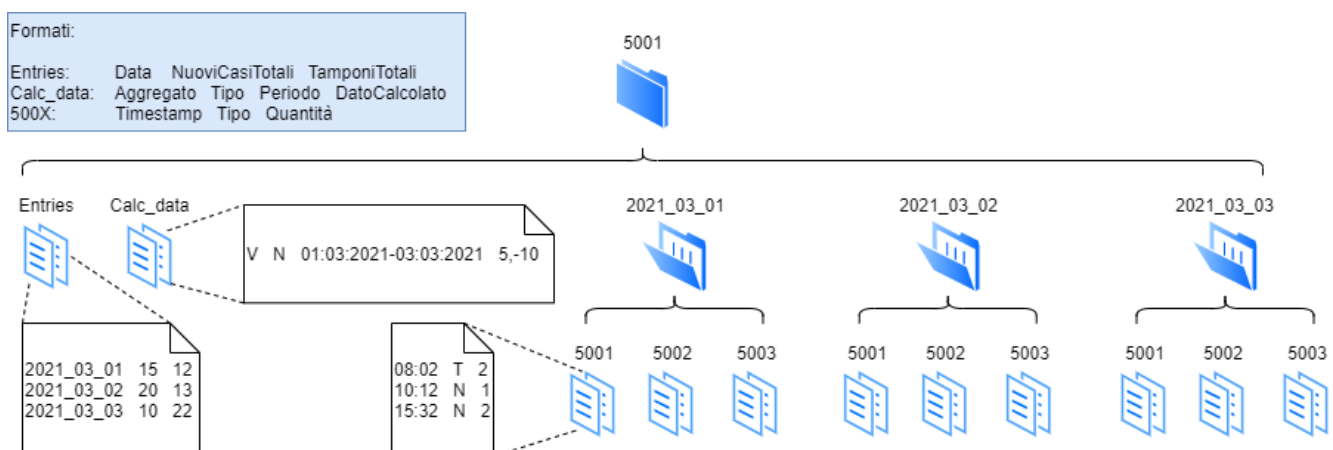 Formati:
Entries: Data NuoviCasiTotali TamponiTotali
Calc_data: Aggregato Tipo Periodo DatoCalcolato
500X: Timestamp Tipo Quantità
5001
Entries Calc_data 2021_03_01 2021_03_02 2021_03_03
V N 01:03:2021-03:03:2021 5,-10
5001 5002 5003 5001 5002 5003 5001 5002 5003
2021_03_01 15 12
2021_03_02 20 13
2021_03_03 10 22
08:02 T 2
10:12 N 1
15:32 N 2